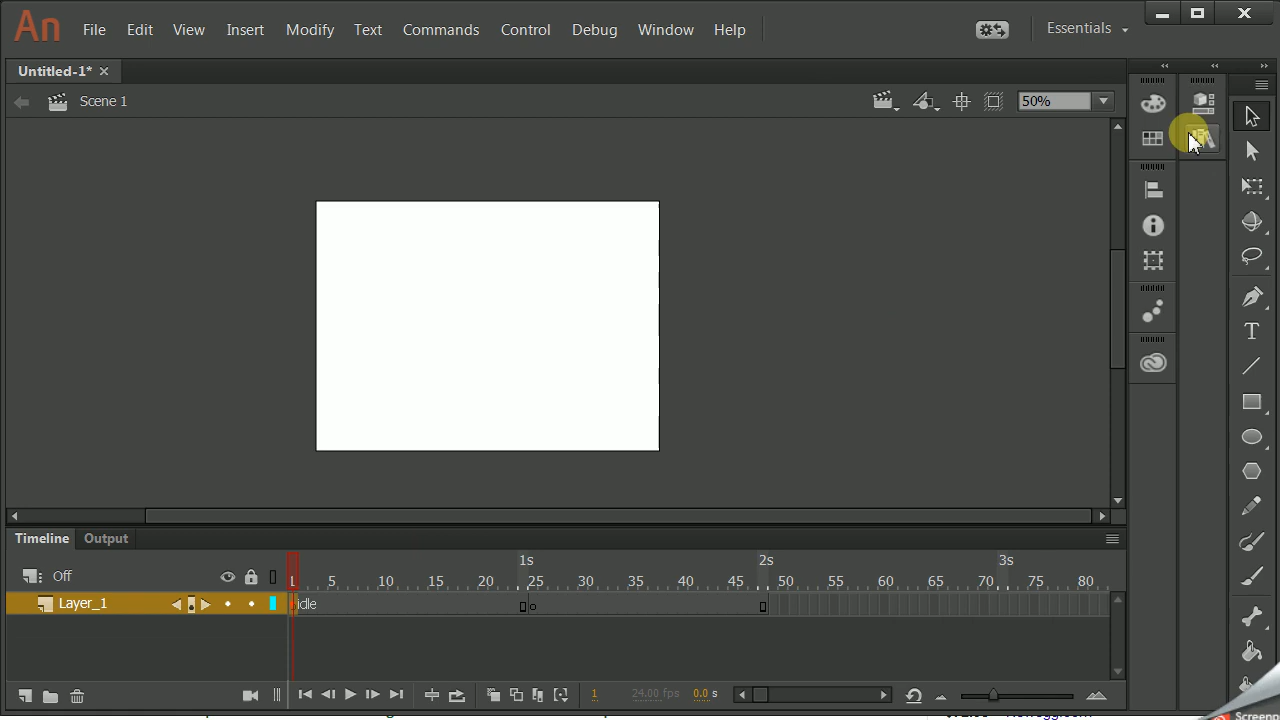 An File Edit View Insert Modify Text Commands Control Debug Window Help Essentials
Untitled-1*
Scene 1 50%
Timeline Output
1s 2s 3s
Off 1 5 10 15 20 25 30 35 40 45 50 55 60 65 70 75 80
Layer_1 idle
1 24.00 fps 0.0 s